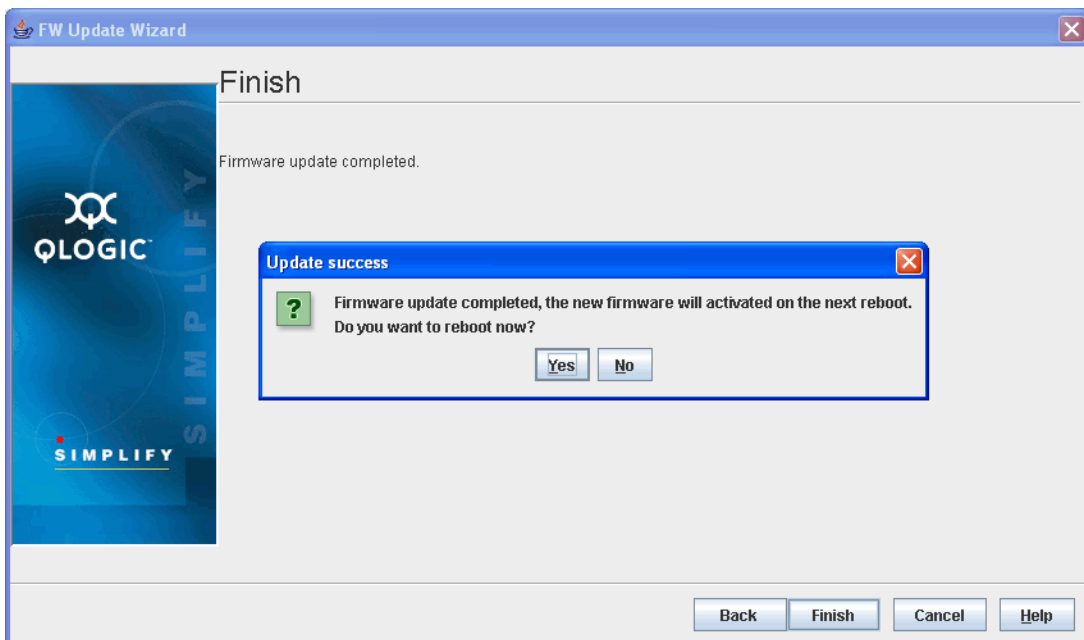 FW Update Wizard
Finish
Firmware update completed.
SIMPLIFY
QLOGIC™
SIMPLIFY
Update success
Firmware update completed, the new firmware will activated on the next reboot.
Do you want to reboot now?
Yes No
Back Finish Cancel Help